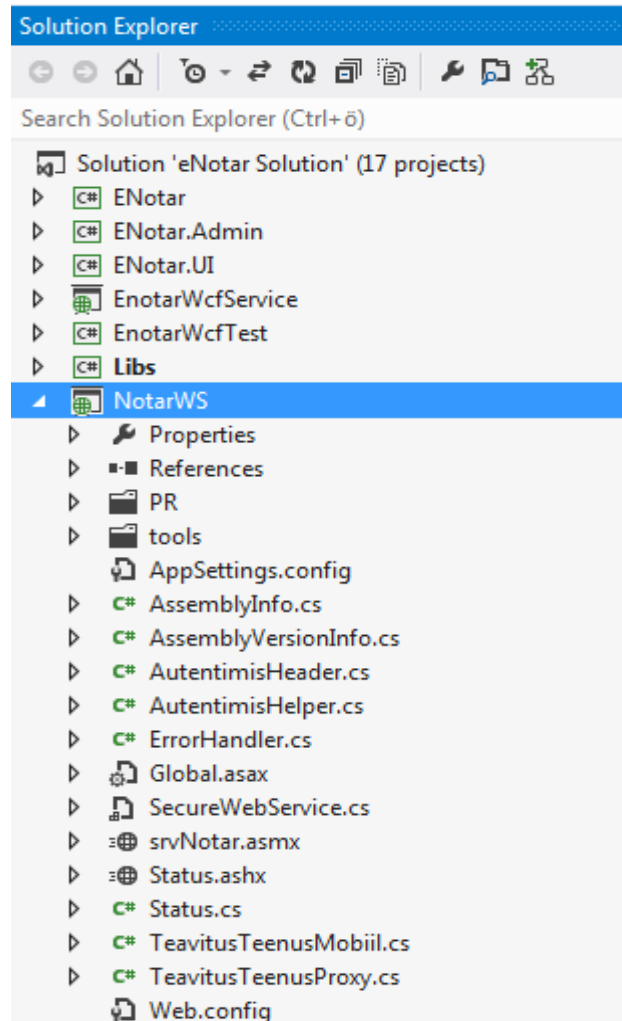 Solution Explorer
Search Solution Explorer (Ctrl+ö)
Solution 'eNotar Solution' (17 projects)
C# ENotar
C# ENotar.Admin
C# ENotar.UI
EnotarWcfService
C# EnotarWcfTest
C# Libs
NotarWS
Properties
References
PR
tools
AppSettings.config
C# AssemblyInfo.cs
C# AssemblyVersionInfo.cs
C# AutentimisHeader.cs
C# AutentimisHelper.cs
C# ErrorHandler.cs
Global.asax
SecureWebService.cs
srvNotar.asmx
Status.ashx
C# Status.cs
C# TeavitusTeenusMobiil.cs
C# TeavitusTeenusProxy.cs
Web.config